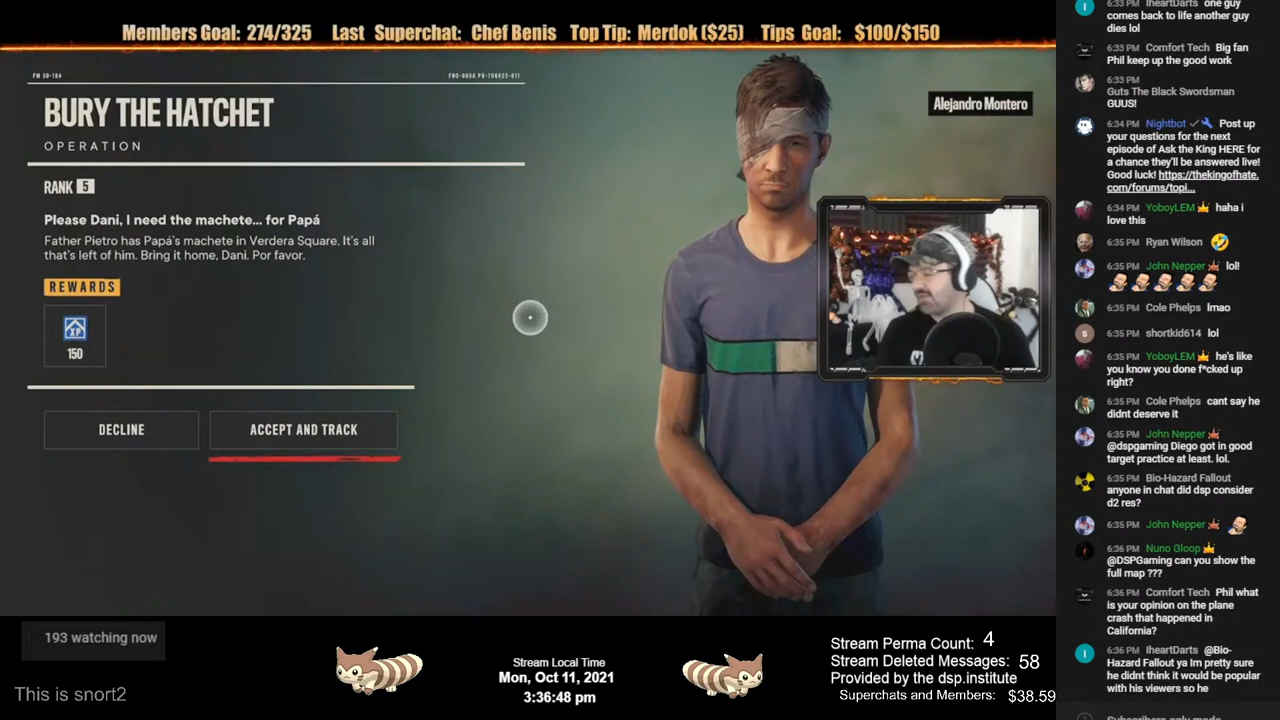 Members Goal: 274/325 Last Superchat: Chef Benis Top Tip: Merdok ($25) Tips Goal: $100/$150
BURY THE HATCHET
OPERATION
RANK 5
Please Dani, I need the machete... for Papá
Father Pietro has Papá's machete in Verdera Square. It's all
that's left of him. Bring it home, Dani. Por favor.
REWARDS
XP
150
DECLINE
ACCEPT AND TRACK
Alejandro Montero
193 watching now
This is snort2
Stream Local Time
Mon, Oct 11, 2021
3:36:48 pm
Stream Perma Count: 4
Stream Deleted Messages: 58
Provided by the dsp.institute
Superchats and Members: $38.59
6:33 PM IheartDarts one guy
comes back to life another guy
dies lol
6:33 PM Comfort Tech Big fan
Phil keep up the good work
6:33 PM
Guts The Black Swordsman
GUUS!
6:34 PM Nightbot Post up
your questions for the next
episode of Ask the King HERE for
a chance they'll be answered live!
Good luck! https://thekingofhate.
com/forums/topi...
6:34 PM YoboyLEM haha i
love this
6:35 PM Ryan Wilson
6:35 PM John Nepper lol!
6:35 PM Cole Phelps lmao
6:35 PM shortkid614 lol
6:35 PM YoboyLEM he's like
you know you done f*cked up
right?
6:35 PM Cole Phelps cant say he
didnt deserve it
6:35 PM John Nepper
@dspgaming Diego got in good
target practice at least. lol.
6:35 PM Bio-Hazard Fallout
anyone in chat did dsp consider
d2 res?
6:35 PM John Nepper
6:36 PM Nuno Gloop
@DSPGaming can you show the
full map ???
6:36 PM Comfort Tech Phil what
is your opinion on the plane
crash that happened in
California?
6:36 PM IheartDarts @Bio-
Hazard Fallout ya Im pretty sure
he didnt think it would be popular
with his viewers so he